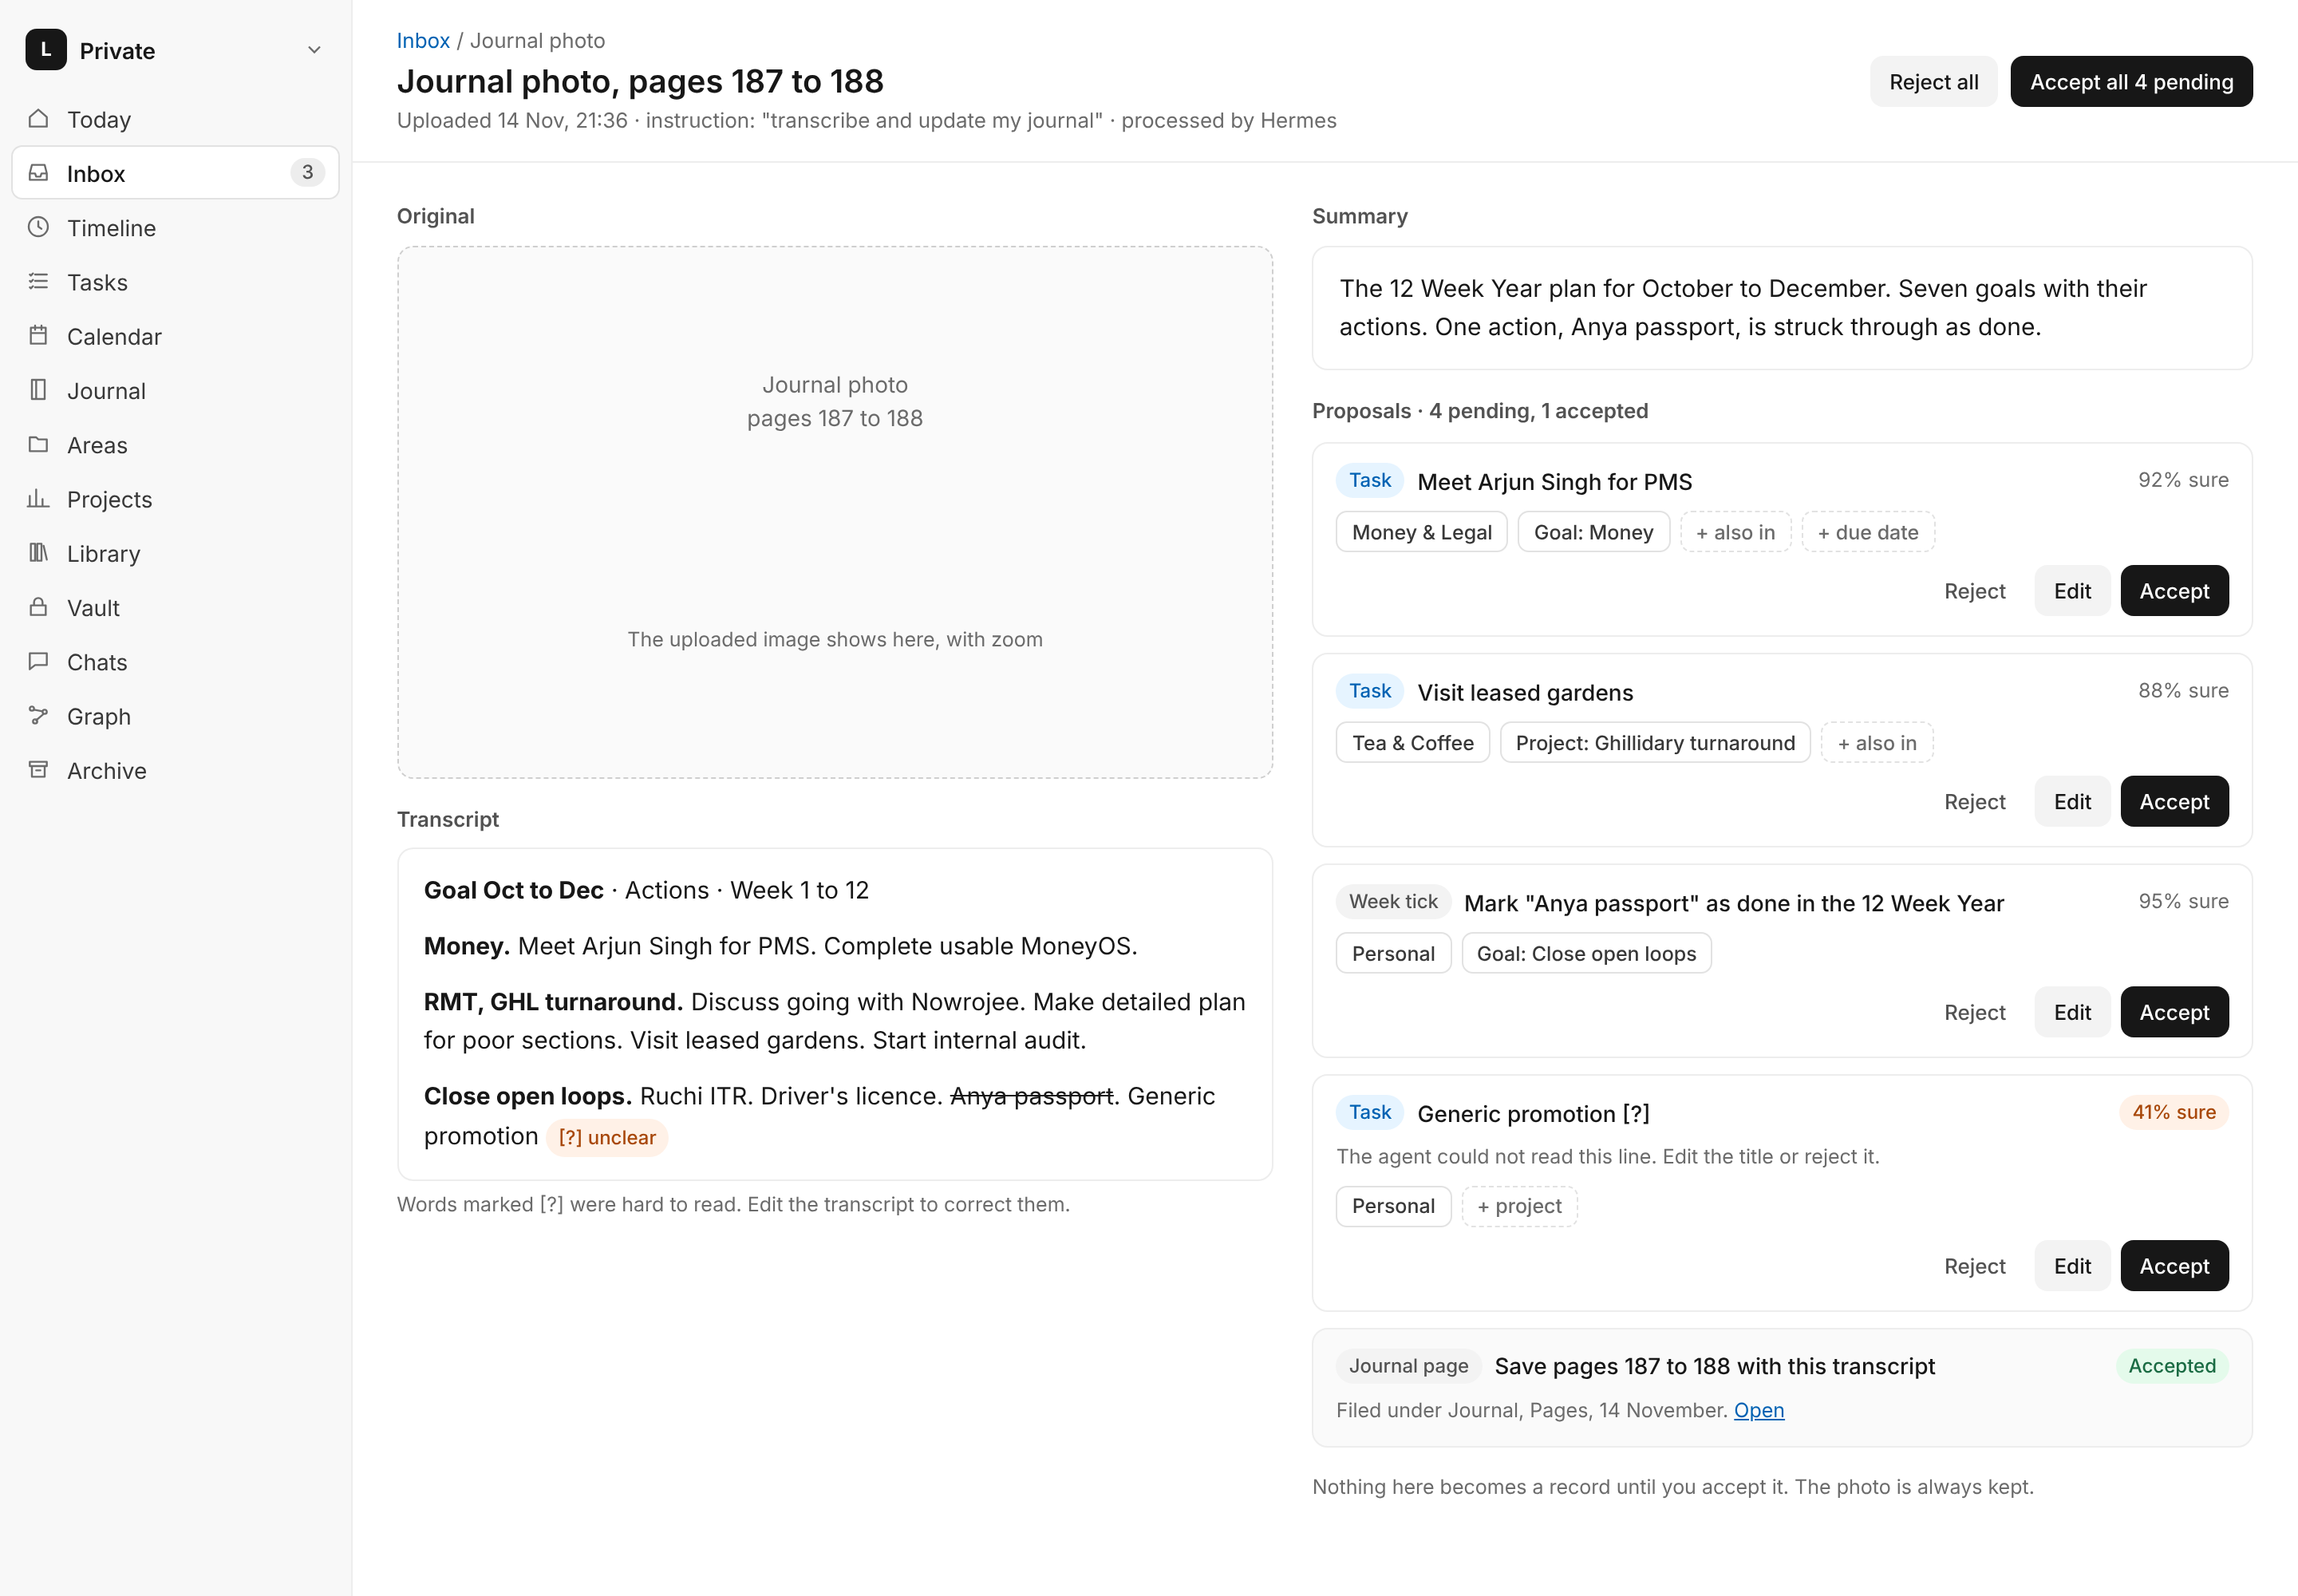 L Private
Today
Inbox 3
Timeline
Tasks
Calendar
Journal
Areas
Projects
Library
Vault
Chats
Graph
Archive
Inbox / Journal photo
Journal photo, pages 187 to 188
Uploaded 14 Nov, 21:36 · instruction: "transcribe and update my journal" · processed by Hermes
Reject all
Accept all 4 pending
Original
Journal photo
pages 187 to 188
The uploaded image shows here, with zoom
Transcript
Goal Oct to Dec · Actions · Week 1 to 12
Money. Meet Arjun Singh for PMS. Complete usable MoneyOS.
RMT, GHL turnaround. Discuss going with Nowrojee. Make detailed plan
for poor sections. Visit leased gardens. Start internal audit.
Close open loops. Ruchi ITR. Driver's licence. Anya passport. Generic
promotion [?] unclear
Words marked [?] were hard to read. Edit the transcript to correct them.
Summary
The 12 Week Year plan for October to December. Seven goals with their
actions. One action, Anya passport, is struck through as done.
Proposals · 4 pending, 1 accepted
Task Meet Arjun Singh for PMS 92% sure
Money & Legal Goal: Money + also in + due date
Reject Edit Accept
Task Visit leased gardens 88% sure
Tea & Coffee Project: Ghillidary turnaround + also in
Reject Edit Accept
Week tick Mark "Anya passport" as done in the 12 Week Year 95% sure
Personal Goal: Close open loops
Reject Edit Accept
Task Generic promotion [?] 41% sure
The agent could not read this line. Edit the title or reject it.
Personal + project
Reject Edit Accept
Journal page Save pages 187 to 188 with this transcript Accepted
Filed under Journal, Pages, 14 November. Open
Nothing here becomes a record until you accept it. The photo is always kept.